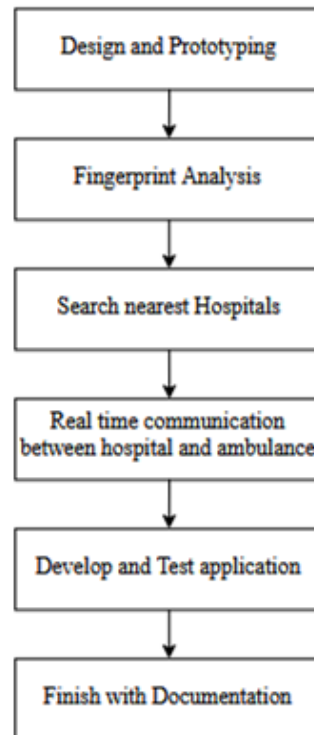 Design and Prototyping
Fingerprint Analysis
Search nearest Hospitals
Real time communication
between hospital and ambulance
Develop and Test application
Finish with Documentation